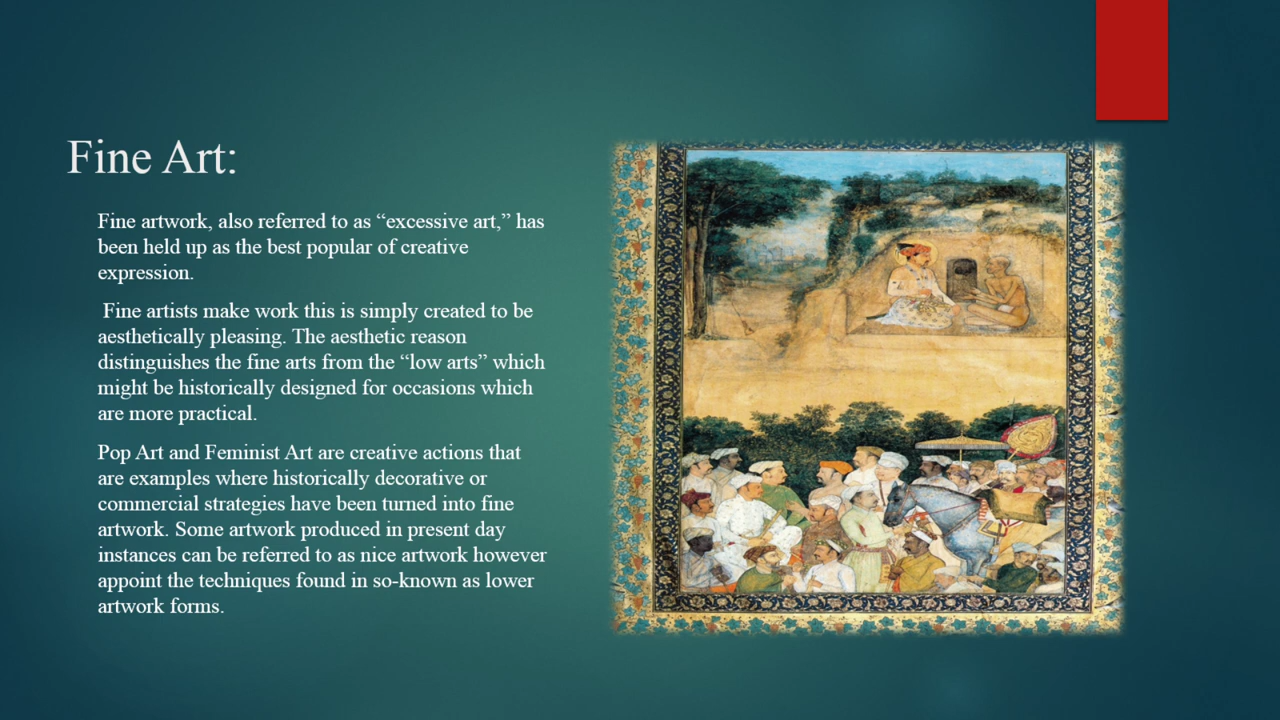 Fine Art:
Fine artwork, also referred to as “excessive art,” has
been held up as the best popular of creative
expression.
Fine artists make work this is simply created to be
aesthetically pleasing. The aesthetic reason
distinguishes the fine arts from the “low arts” which
might be historically designed for occasions which
are more practical.
Pop Art and Feminist Art are creative actions that
are examples where historically decorative or
commercial strategies have been turned into fine
artwork. Some artwork produced in present day
instances can be referred to as nice artwork however
appoint the techniques found in so-known as lower
artwork forms.